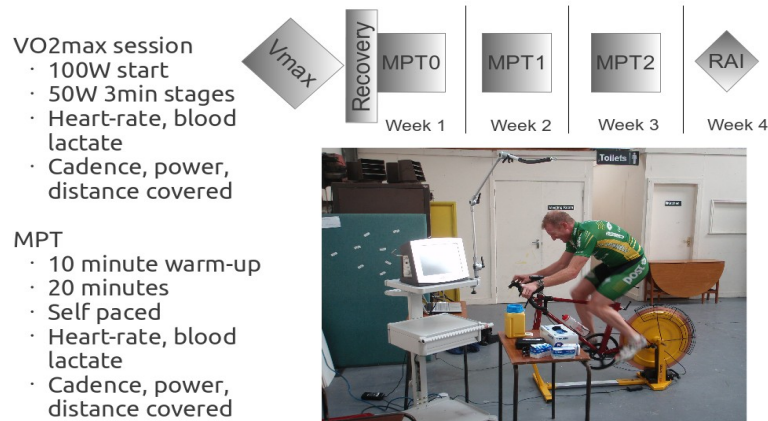 VO2max session
· 100W start
· 50W 3min stages
· Heart-rate, blood
lactate
· Cadence, power,
distance covered
MPT
· 10 minute warm-up
· 20 minutes
· Self paced
· Heart-rate, blood
lactate
· Cadence, power,
distance covered
Vmax
Recovery
MPT0
MPT1
MPT2
RAI
Week 1
Week 2
Week 3
Week 4
Toilets